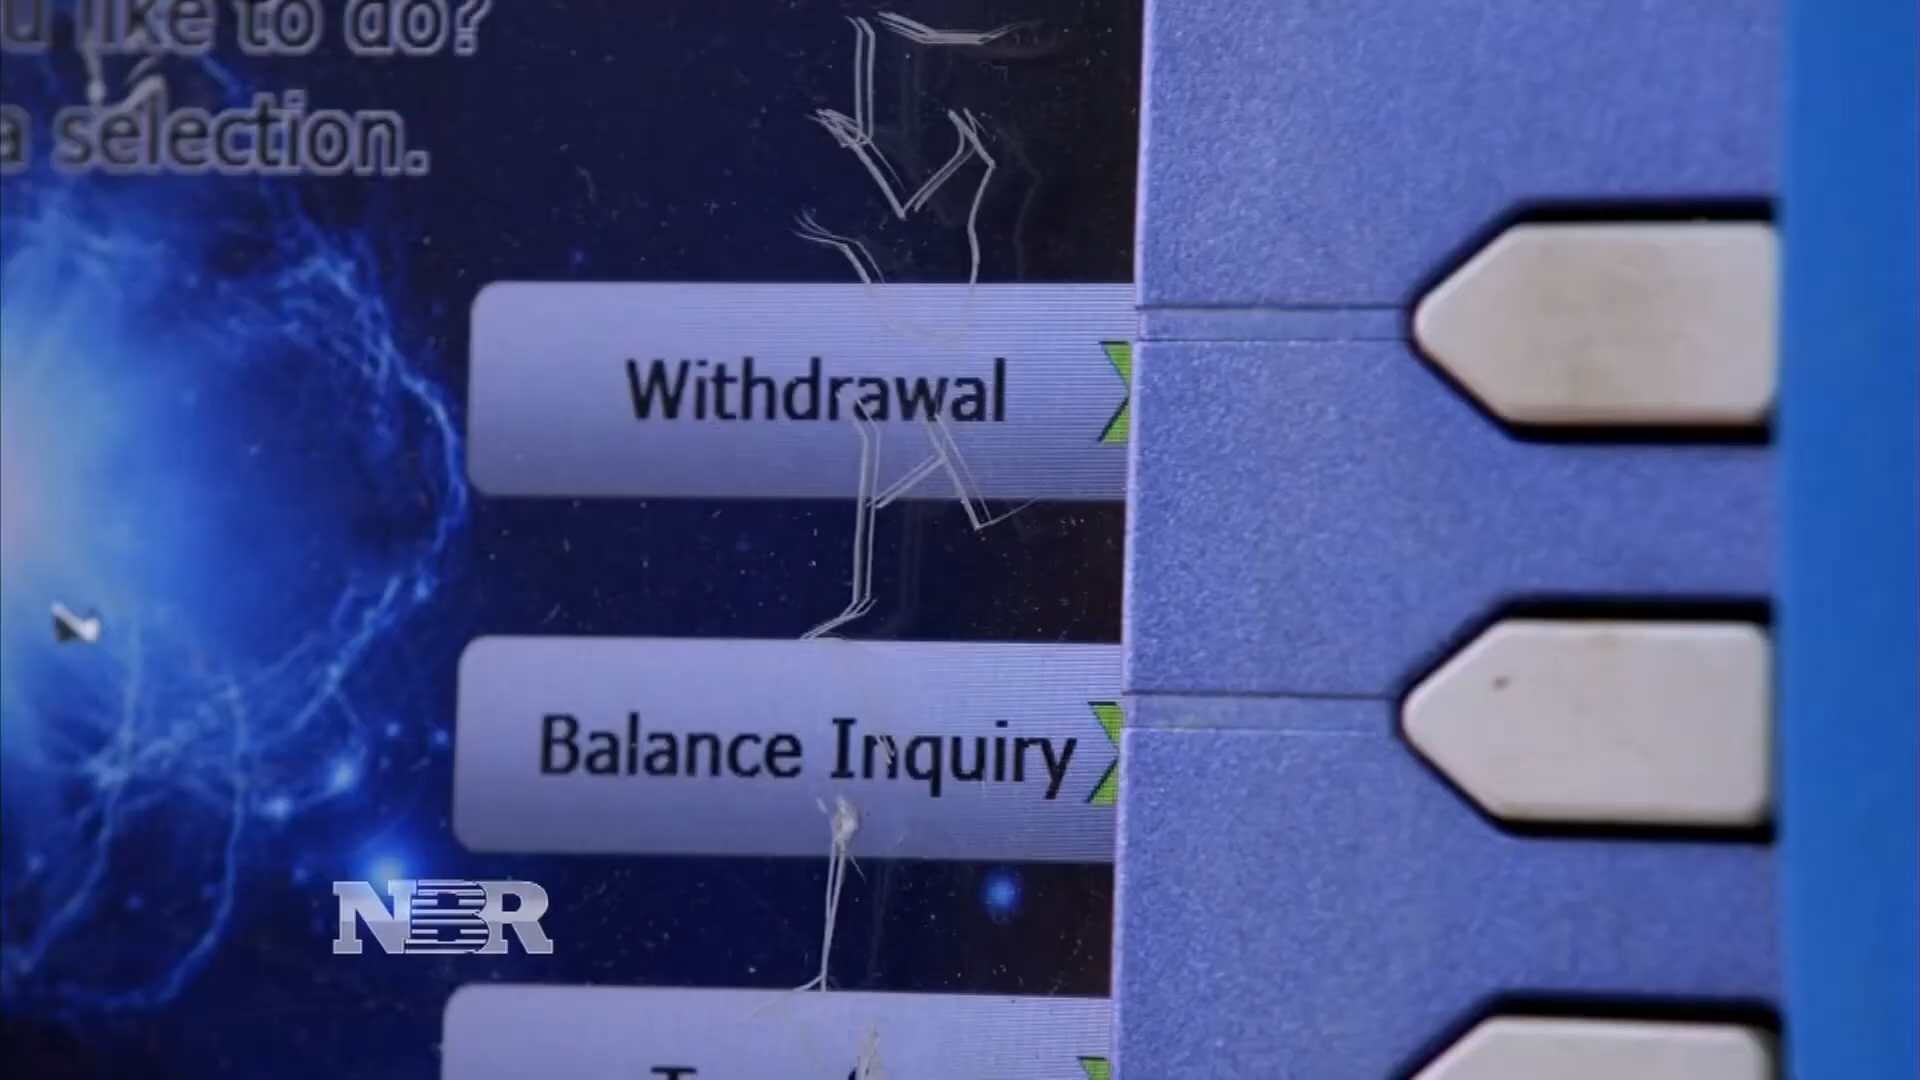 u like to do?
a selection.
Withdrawal
Balance Inquiry
NBR